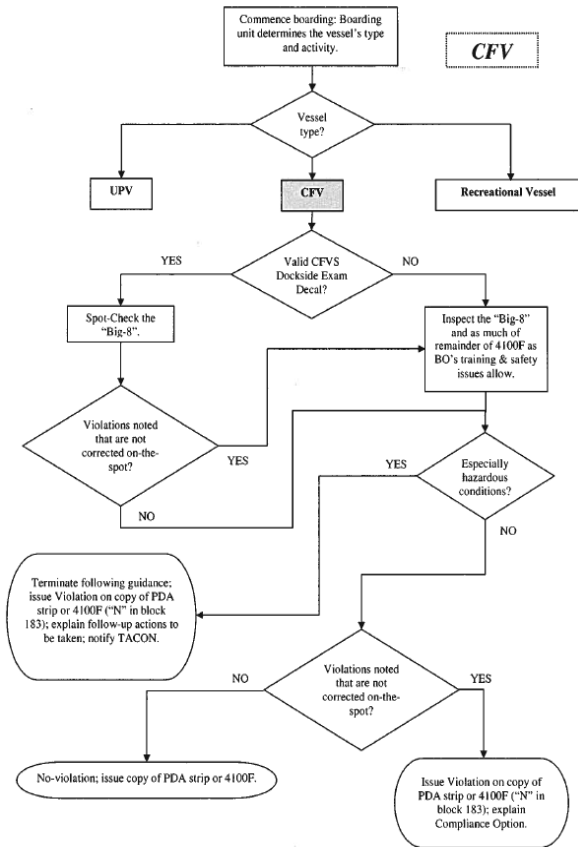 Commence boarding: Boarding
unit determines the vessel's type
and activity.
CFV
Vessel
type?
UPV
CFV
Recreational Vessel
YES
Valid CFVS
Dockside Exam
Decal?
NO
Spot-Check the
"Big-8".
Inspect the "Big-8"
and as much of
remainder of 4100F as
BO's training & safety
issues allow.
Violations noted
that are not
corrected on-the-
spot?
YES
NO
YES
Especially
hazardous
conditions?
NO
Terminate following guidance;
issue Violation on copy of PDA
strip or 4100F ("N" in block
183); explain follow-up actions to
be taken; notify TACON.
NO
Violations noted
that are not
corrected on-the-
spot?
YES
No-violation; issue copy of PDA strip or 4100F.
Issue Violation on copy of
PDA strip or 4100F ("N" in
block 183); explain
Compliance Option.